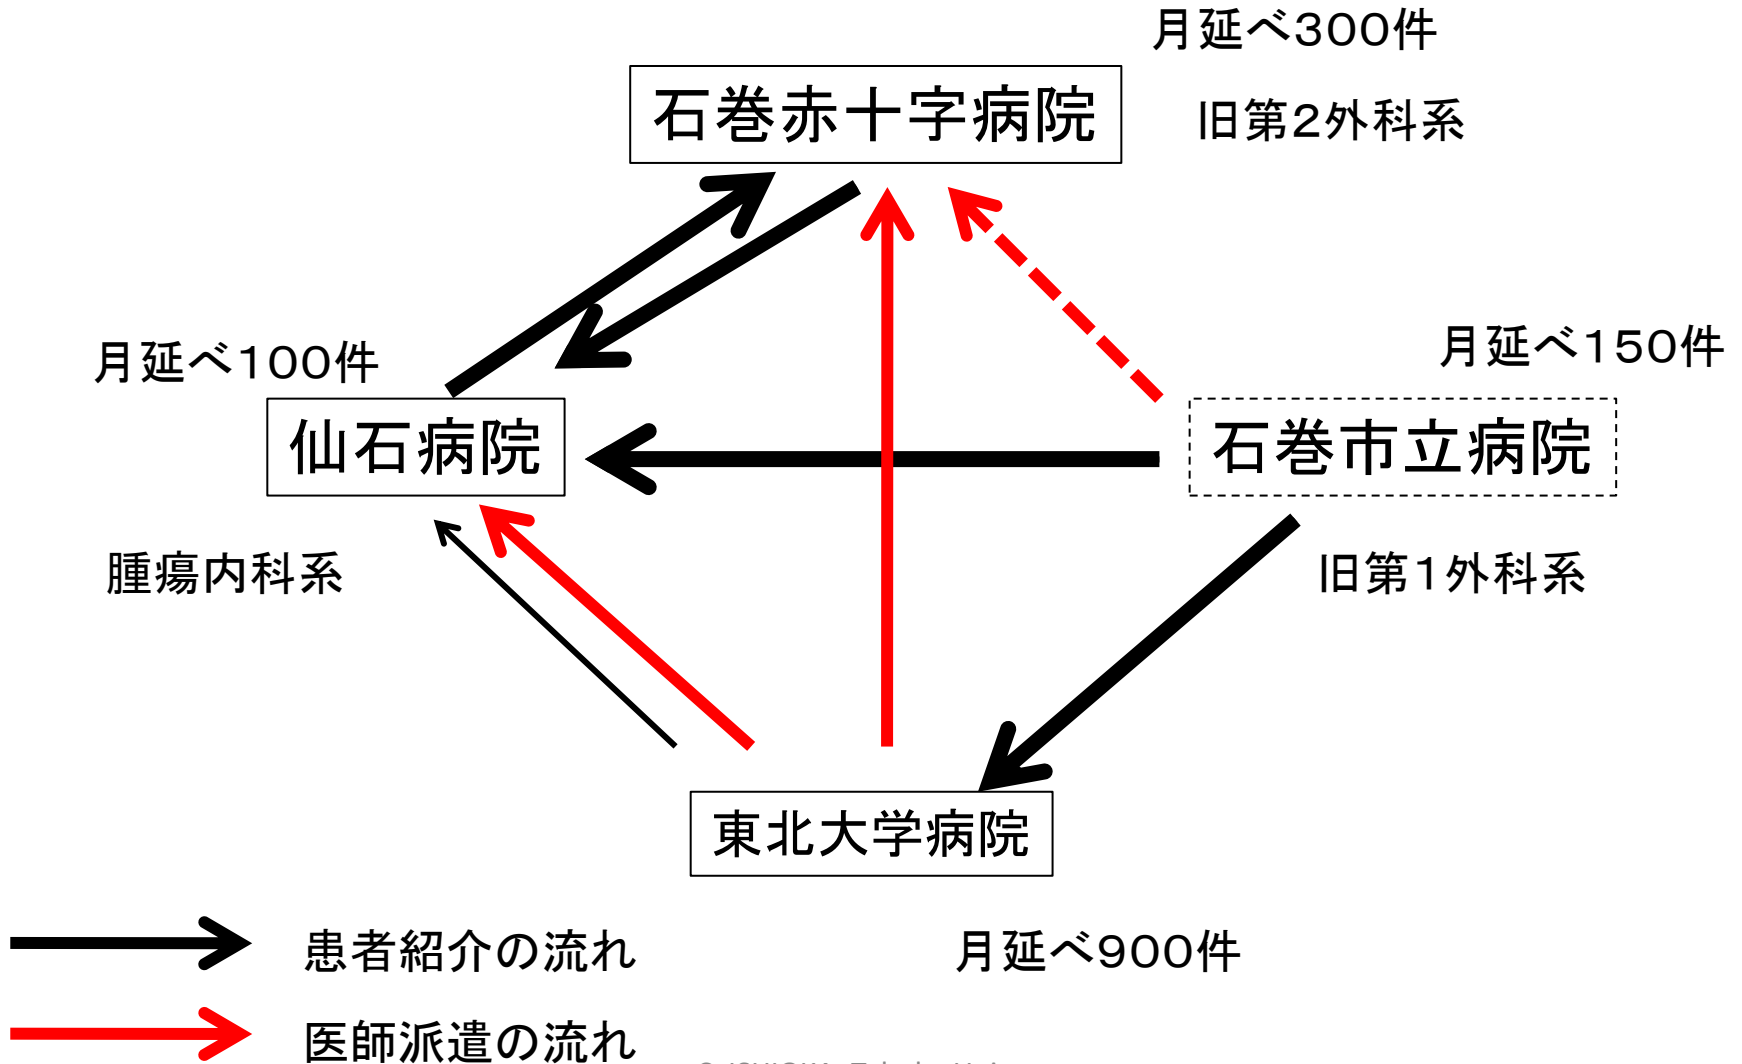 月延べ300件
石巻赤十字病院
旧第2外科系
月延べ100件
月延べ150件
仙石病院
石巻市立病院
腫瘍内科系
旧第1外科系
東北大学病院
患者紹介の流れ
月延べ900件
医師派遣の流れ